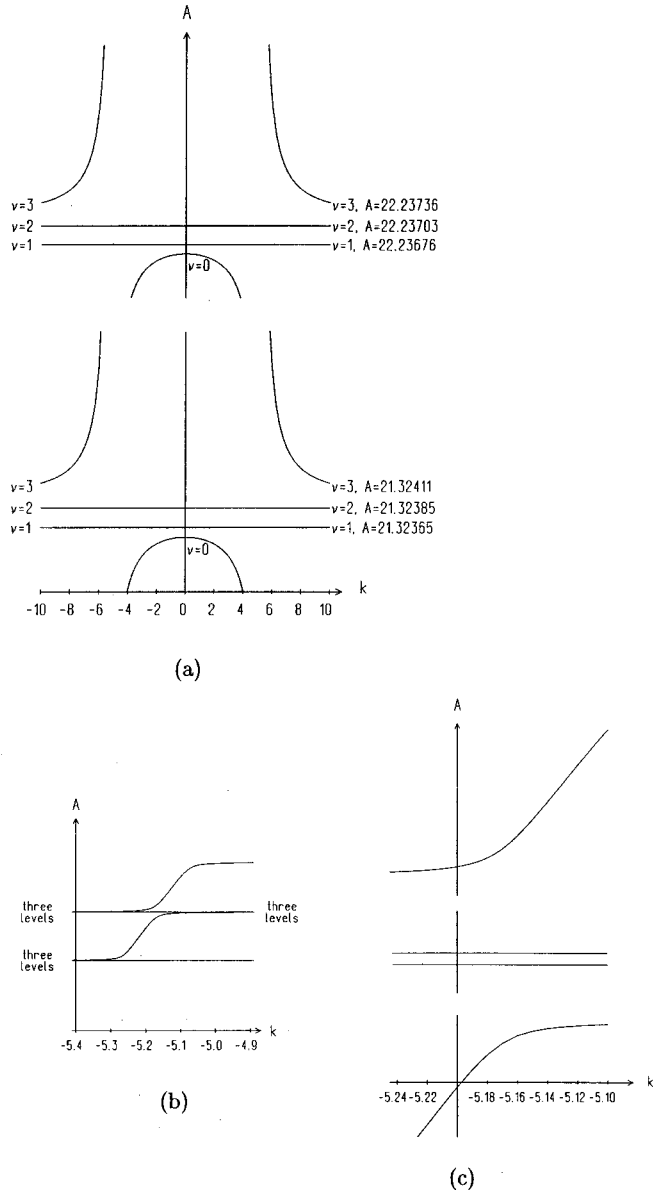 A
ν=3
ν=3, A=22.23736
ν=2
ν=2, A=22.23703
ν=1
ν=1, A=22.23676
ν=0
ν=3
ν=3, A=21.32411
ν=2
ν=2, A=21.32385
ν=1
ν=1, A=21.32365
ν=0
k
-10 -8 -6 -4 -2 0 2 4 6 8 10
(a)
A
three
levels
three
levels
three
levels
k
-5.4 -5.3 -5.2 -5.1 -5.0 -4.9
(b)
A
k
-5.24 -5.22 -5.18 -5.16 -5.14 -5.12 -5.10
(c)